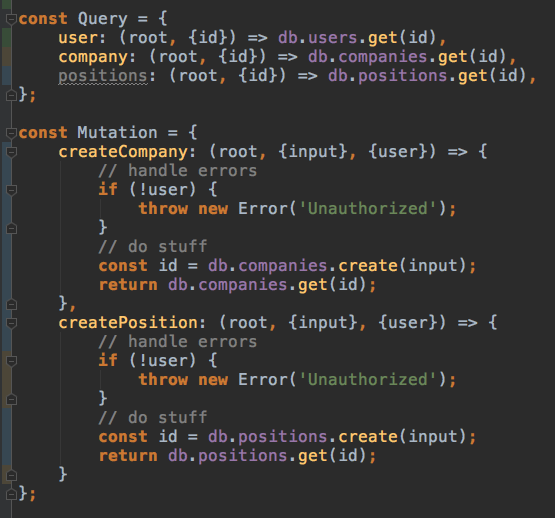 const Query = {
    user: (root, {id}) => db.users.get(id),
    company: (root, {id}) => db.companies.get(id),
    positions: (root, {id}) => db.positions.get(id),
};
const Mutation = {
    createCompany: (root, {input}, {user}) => {
        // handle errors
        if (!user) {
            throw new Error('Unauthorized');
        }
        // do stuff
        const id = db.companies.create(input);
        return db.companies.get(id);
    },
    createPosition: (root, {input}, {user}) => {
        // handle errors
        if (!user) {
            throw new Error('Unauthorized');
        }
        // do stuff
        const id = db.positions.create(input);
        return db.positions.get(id);
    }
};